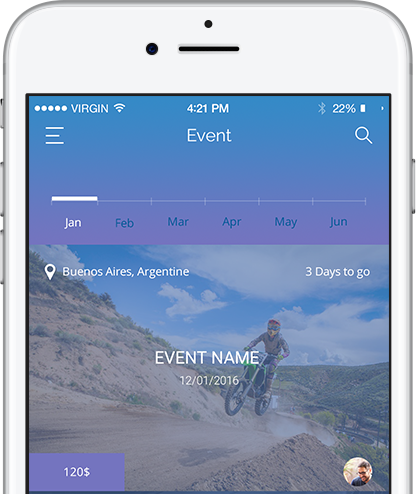 VIRGIN 4:21 PM 22%
Event
Jan Feb Mar Apr May Jun
Buenos Aires, Argentine 3 Days to go
EVENT NAME
12/01/2016
120$